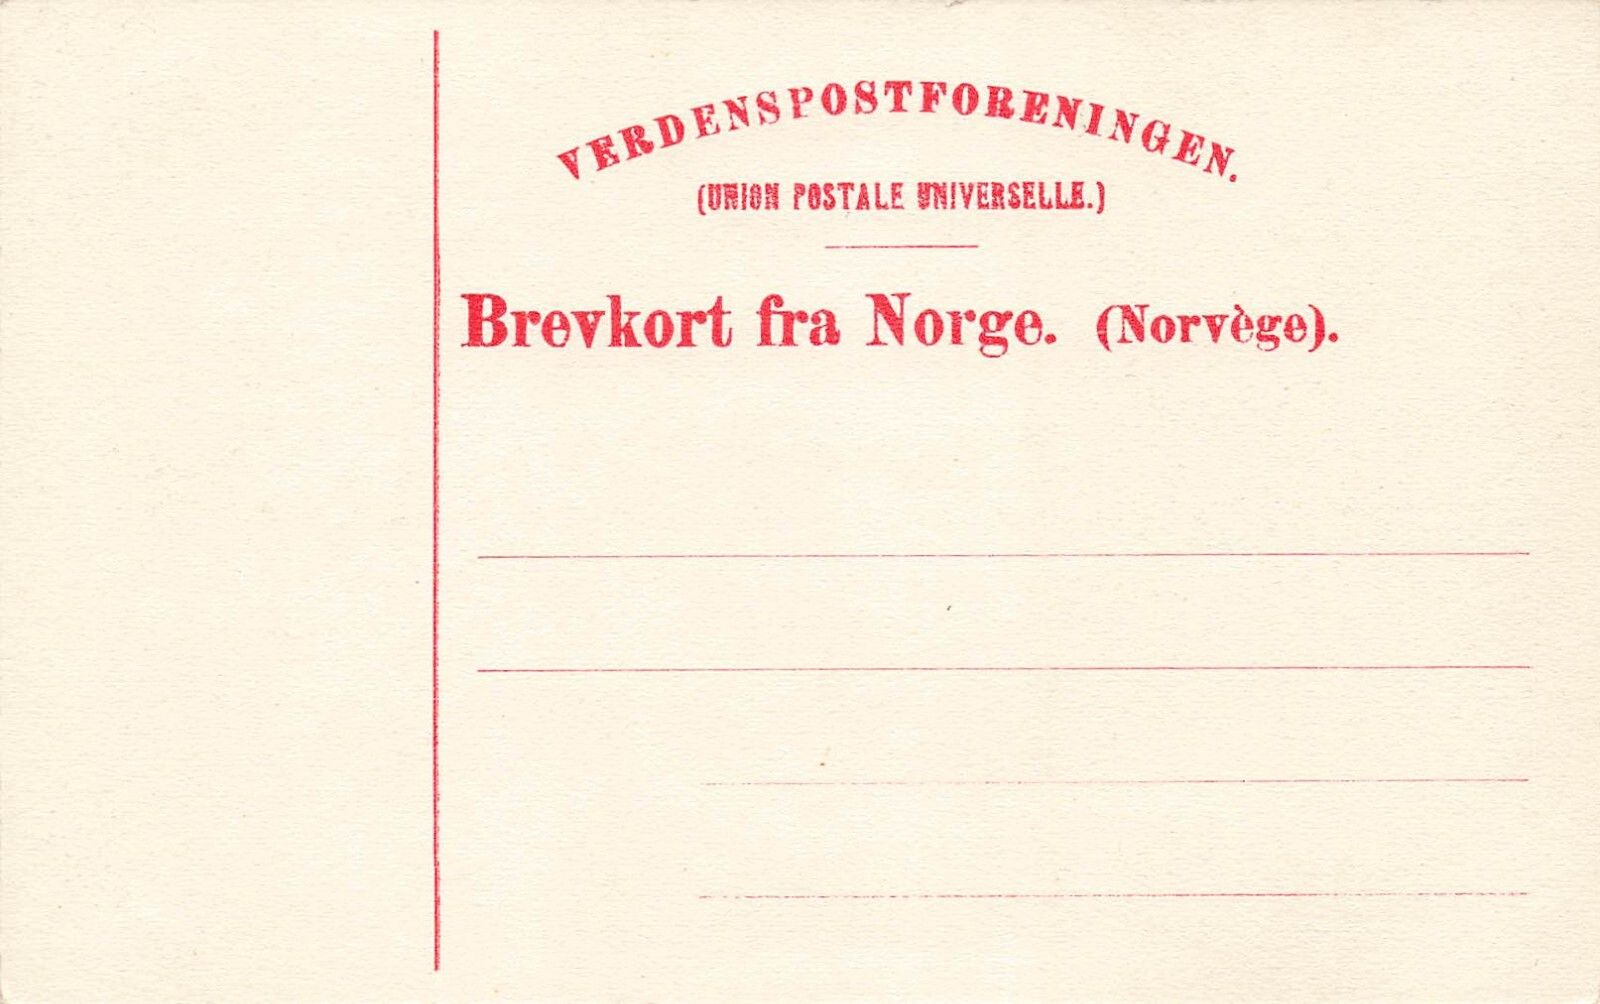 VERDENSPOSTFORENINGEN.
(UNION POSTALE UNIVERSELLE.)
Brevkort fra Norge. (Norvège).